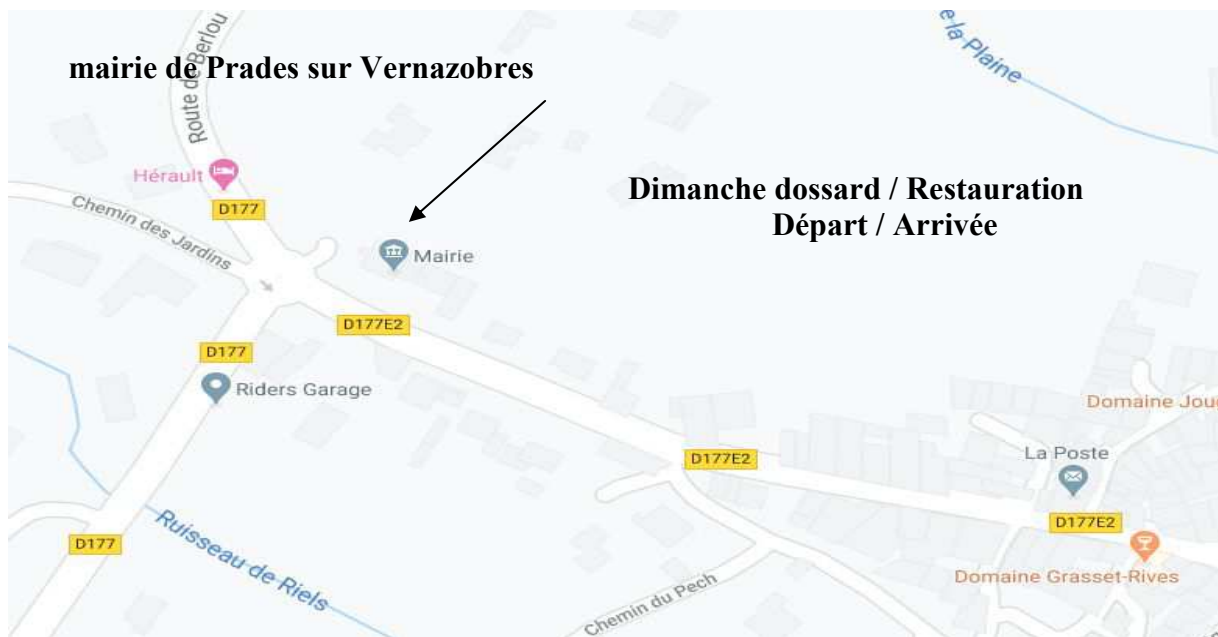 e la Plaine
mairie de Prades sur Vernazobres
Route de Berlou
Hérault
Dimanche dossard / Restauration
D177
Départ / Arrivée
Chemin des Jardins
Mairie
D177E2
D177
Riders Garage
Domaine Jou
D177E2
La Poste
D177E2
D177
Ruisseau de Riels
Domaine Grasset-Rives
Chemin du Pech